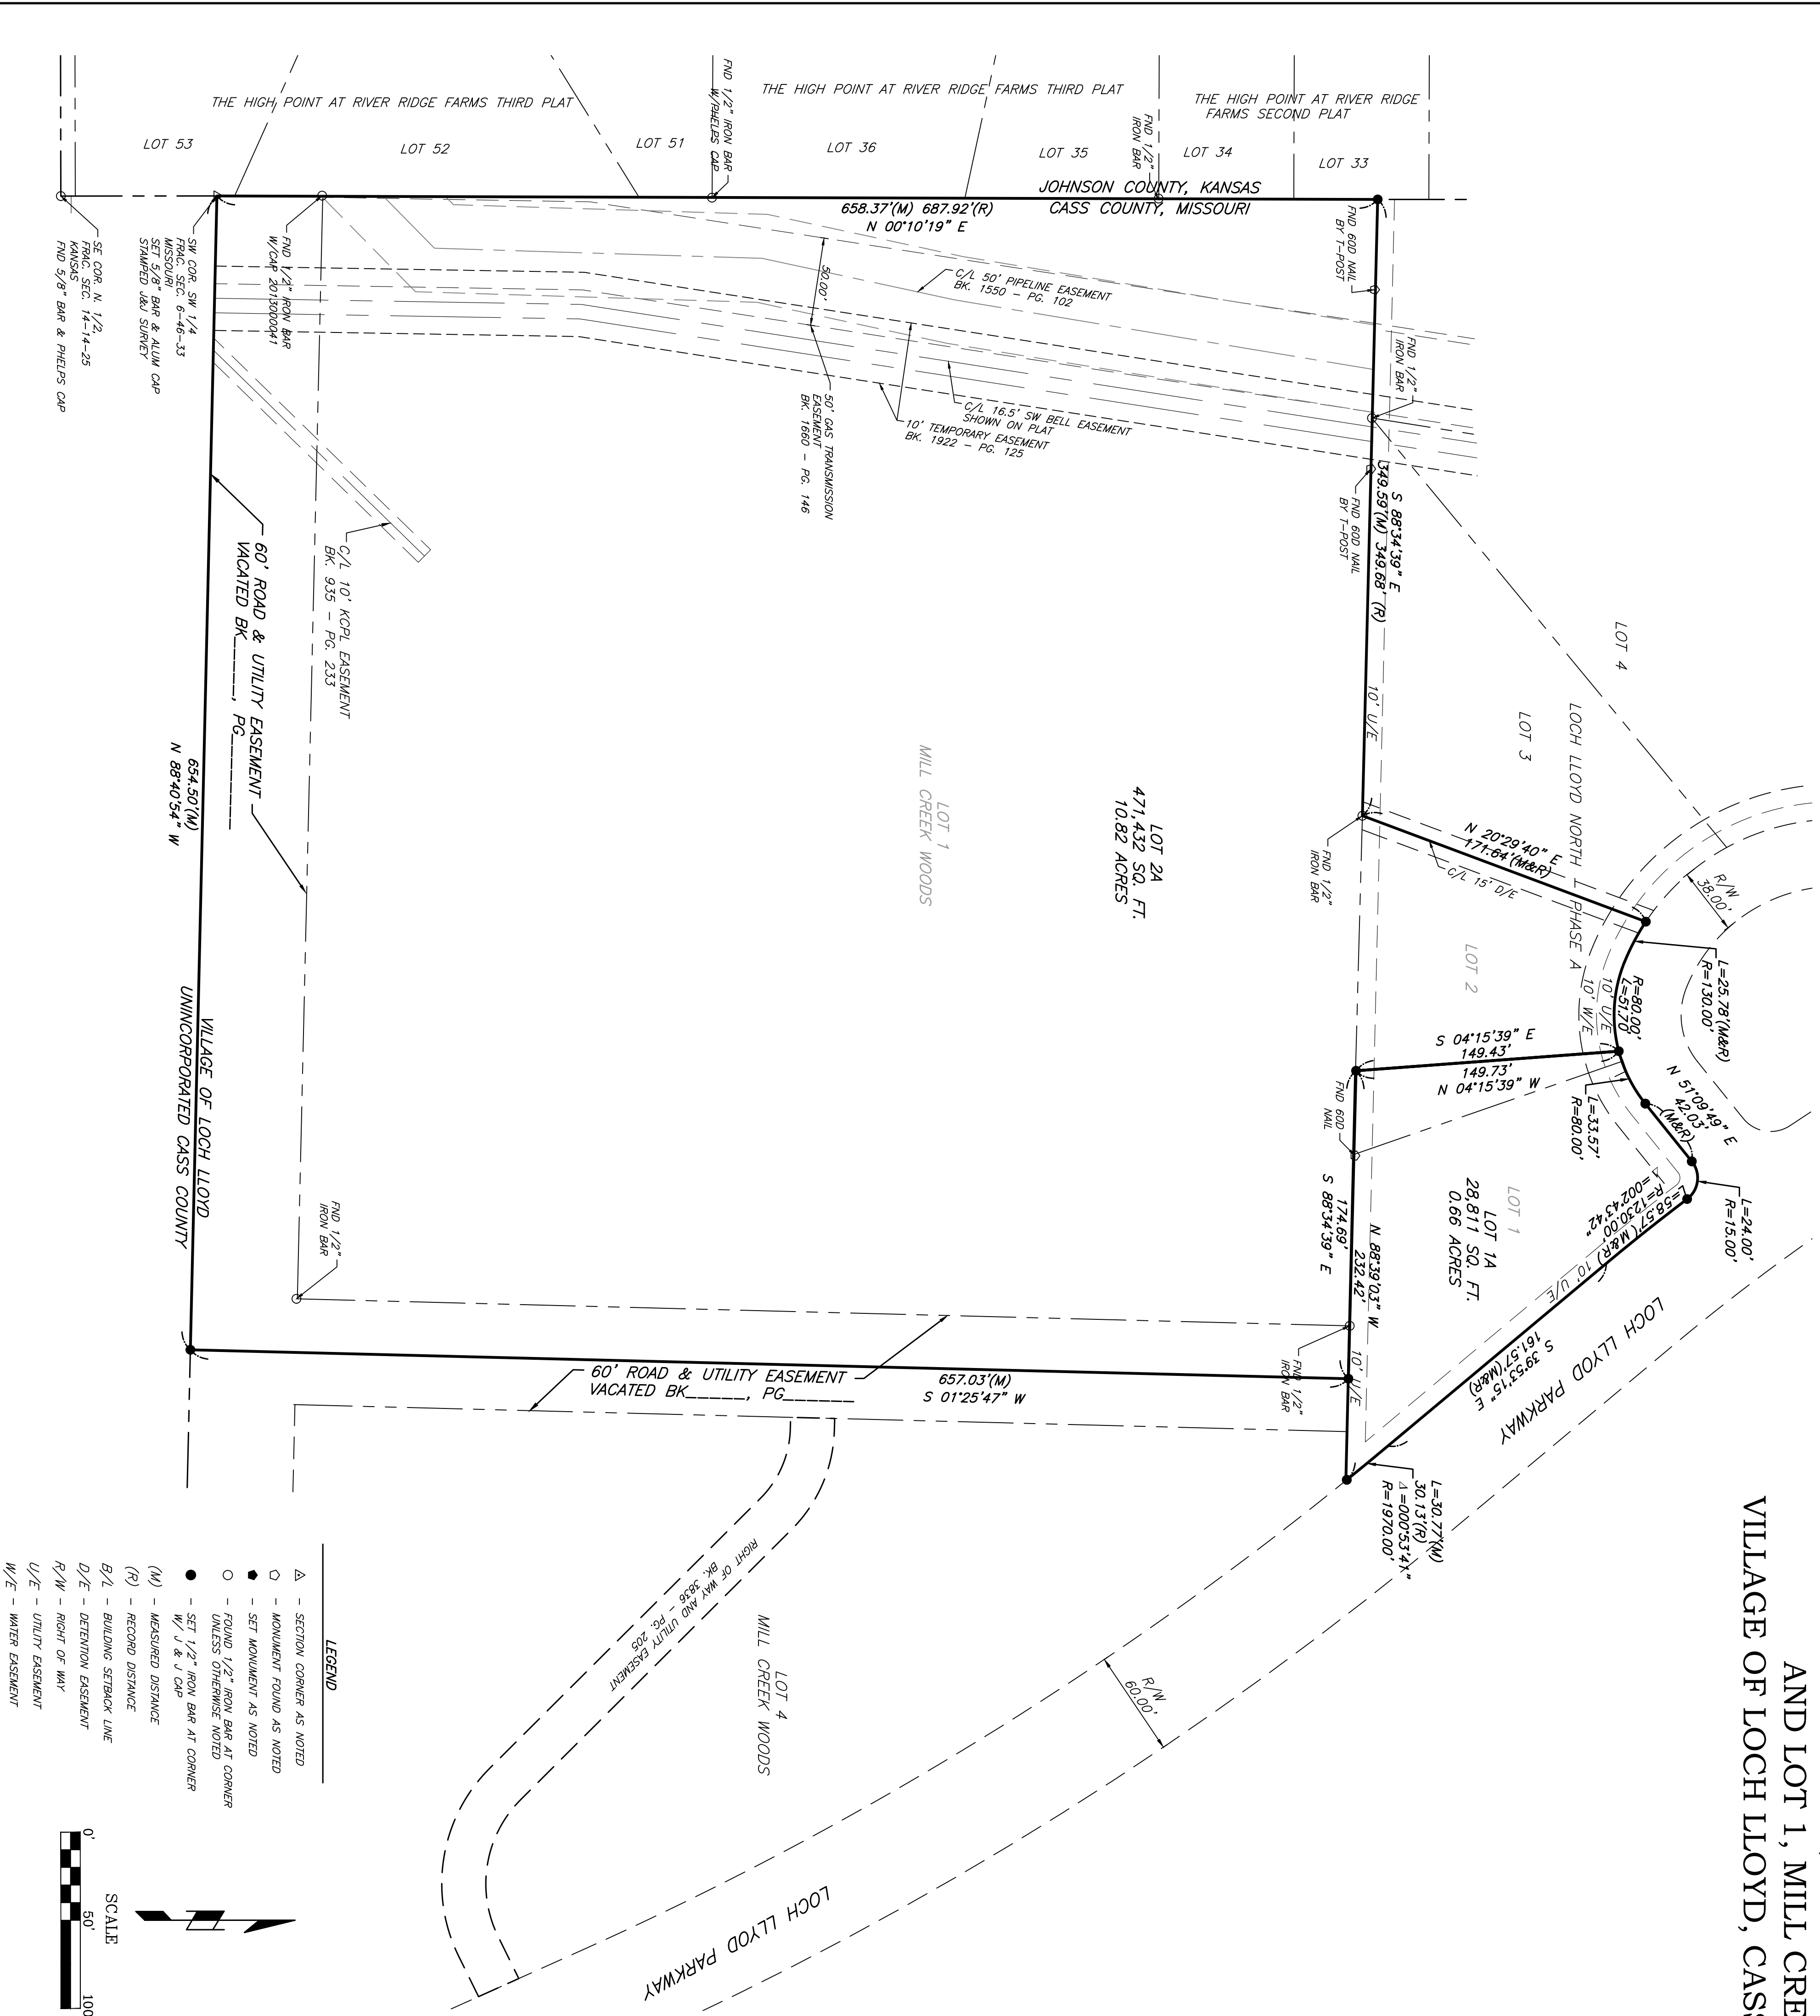 AND LOT 1, MILL CRE
VILLAGE OF LOCH LLOYD, CAS
THE HIGH POINT AT RIVER RIDGE FARMS THIRD PLAT
THE HIGH POINT AT RIVER RIDGE FARMS THIRD PLAT
THE HIGH POINT AT RIVER RIDGE
FARMS SECOND PLAT
LOT 53
LOT 52
LOT 51
LOT 36
LOT 35
LOT 34
LOT 33
FND 1/2" IRON BAR
W/PHELPS CAP
FND 1/2"
IRON BAR
JOHNSON COUNTY, KANSAS
CASS COUNTY, MISSOURI
658.37'(M) 687.92'(R)
N 00°10'19" E
FND 60D NAIL
BY T-POST
FND 1/2"
IRON BAR
SE COR. N. 1/2,
FRAC. SEC. 14-14-25
KANSAS
FND 5/8" BAR & PHELPS CAP
SW COR. SW 1/4
FRAC. SEC. 6-46-33
MISSOURI
SET 5/8" BAR & ALUM CAP
STAMPED J&J SURVEY
FND 1/2" IRON BAR
W/CAP 2013000041
50.00'
C/L 50' PIPELINE EASEMENT
BK. 1550 - PG. 102
C/L 16.5' SW BELL EASEMENT
SHOWN ON PLAT
10' TEMPORARY EASEMENT
BK. 1922 - PG. 125
50' GAS TRANSMISSION
EASEMENT
BK. 1660 - PG. 146
S 88°34'39" E
349.59'(M) 349.68' (R)
FND 60D NAIL
BY T-POST
10' U/E
C/L 10' KCPL EASEMENT
BK. 935 - PG. 233
60' ROAD & UTILITY EASEMENT
VACATED BK_____, PG________
654.50'(M)
N 88°40'54" W
VILLAGE OF LOCH LLOYD
UNINCORPORATED CASS COUNTY
LOT 1
MILL CREEK WOODS
LOT 2A
471,432 SQ. FT.
10.82 ACRES
LOT 4
LOT 3
LOCH LLOYD NORTH - PHASE A
N 20°29'40" E
171.64'(M&R)
C/L 15' D/E
FND 1/2"
IRON BAR
R/W
38.00'
L=25.78'(M&R)
R=130.00'
R=80.00'
L=51.70'
10' U/E
10' W/E
LOT 2
S 04°15'39" E
149.43'
149.73'
N 04°15'39" W
N 51°09'49" E
42.03'
(M&R)
L=33.57'
R=80.00'
FND 60D
NAIL
L=24.00'
R=15.00'
LOT 1
LOT 1A
28,811 SQ. FT.
0.66 ACRES
L=58.57'(M&R)
R=1230.00'
Δ=002°43'42"
10' U/E
174.69'
S 88°34'39" E
N 88°39'03" W
232.42'
S 39°53'15" E
161.57'(M&R)
LOCH LLYOD PARKWAY
FND 1/2"
IRON BAR
FND 1/2"
IRON BAR
10' U/E
60' ROAD & UTILITY EASEMENT
VACATED BK_____, PG______
657.03'(M)
S 01°25'47" W
L=30.77'(M)
30.13'(R)
R=1970.00'
RIGHT OF WAY AND UTILITY EASEMENT
BK. 3836 - PG. 205
LOT 4
MILL CREEK WOODS
R/W
60.00'
LOCH LLYOD PARKWAY
LEGEND
- SECTION CORNER AS NOTED
- MONUMENT FOUND AS NOTED
- SET MONUMENT AS NOTED
- FOUND 1/2" IRON BAR AT CORNER
UNLESS OTHERWISE NOTED
- SET 1/2" IRON BAR AT CORNER
W/ J & J CAP
(M) - MEASURED DISTANCE
(R) - RECORD DISTANCE
B/L - BUILDING SETBACK LINE
D/E - DETENTION EASEMENT
R/W - RIGHT OF WAY
U/E - UTILITY EASEMENT
W/E - WATER EASEMENT
SCALE
0' 50' 100